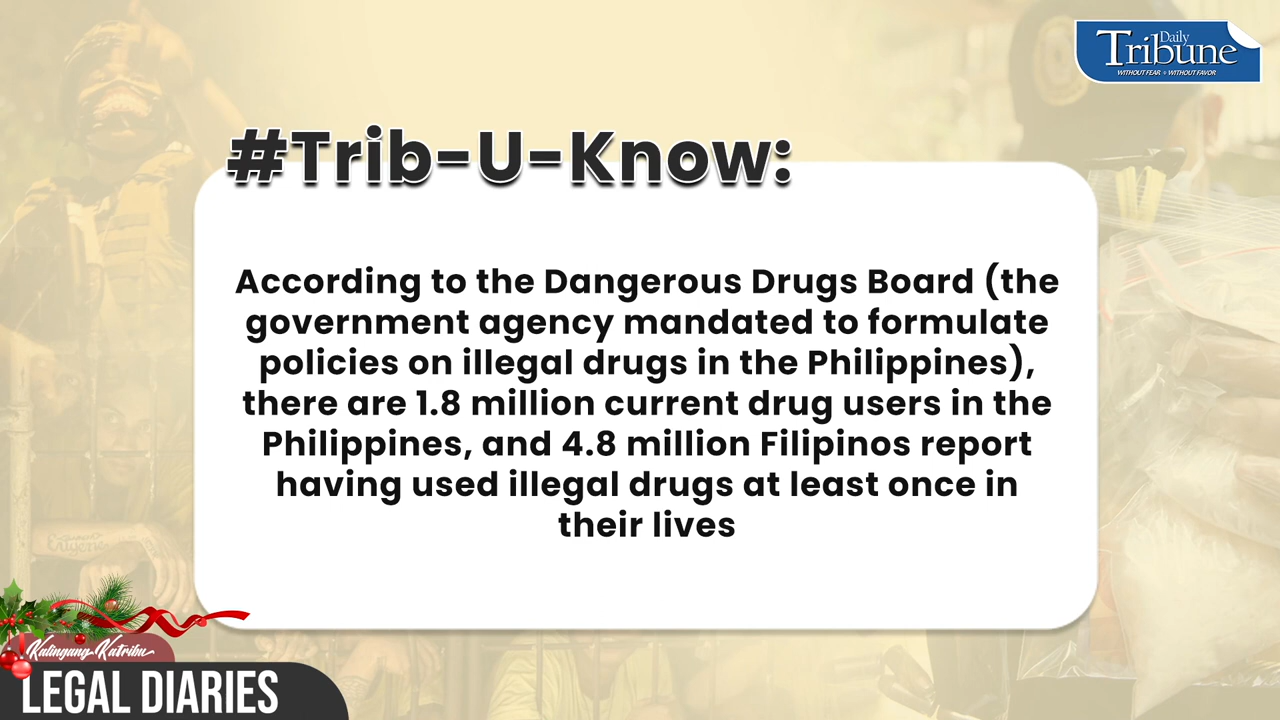 Daily
Tribune
WITHOUT FEAR • WITHOUT FAVOR
#Trib-U-Know:
According to the Dangerous Drugs Board (the
government agency mandated to formulate
policies on illegal drugs in the Philippines),
there are 1.8 million current drug users in the
Philippines, and 4.8 million Filipinos report
having used illegal drugs at least once in
their lives
Kalingang Katribu
LEGAL DIARIES